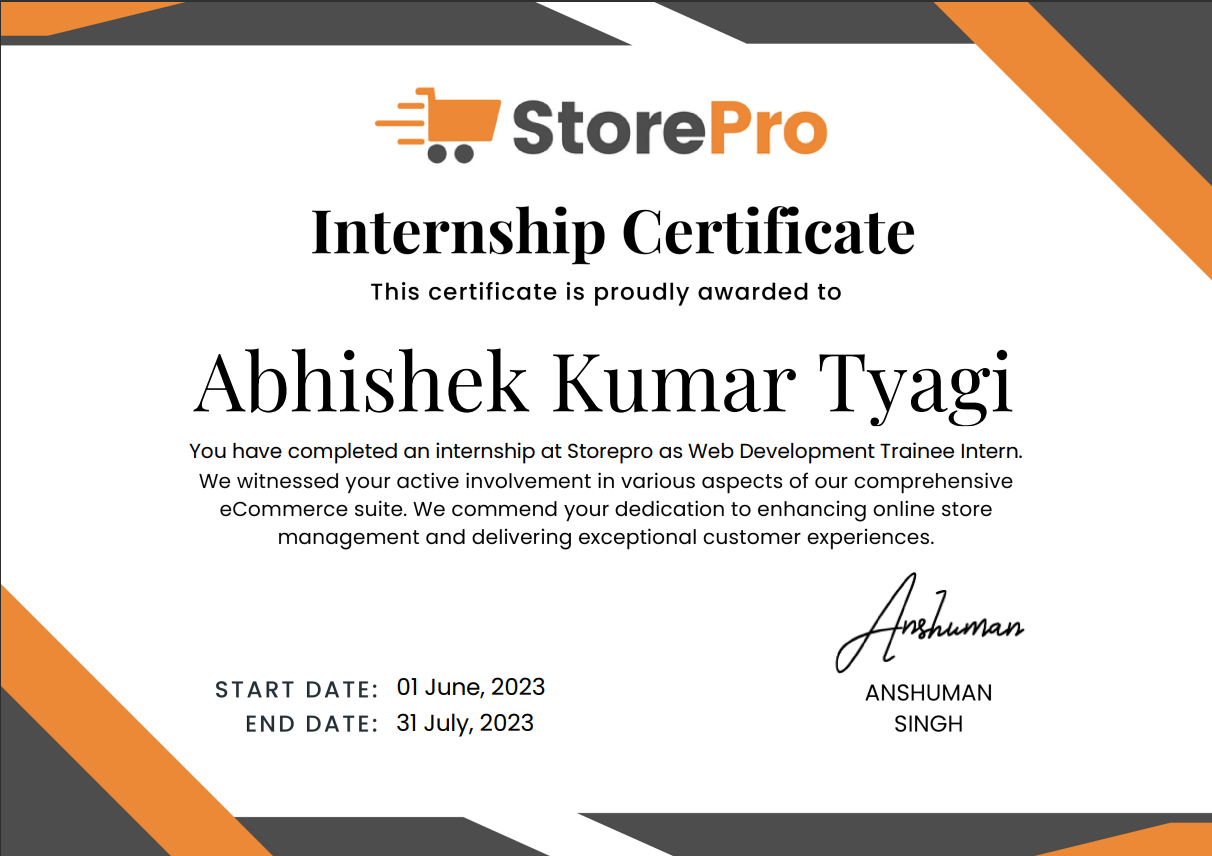 StorePro
Internship Certificate
This certificate is proudly awarded to
Abhishek Kumar Tyagi
You have completed an internship at Storepro as Web Development Trainee Intern.
We witnessed your active involvement in various aspects of our comprehensive
eCommerce suite. We commend your dedication to enhancing online store
management and delivering exceptional customer experiences.
Anshuman
START DATE: 01 June, 2023
END DATE: 31 July, 2023
ANSHUMAN
SINGH